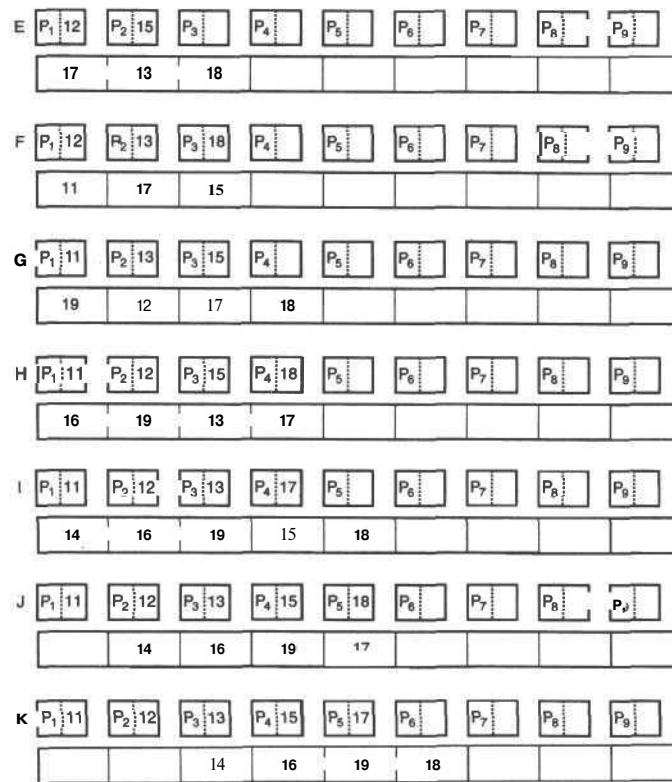 E P₁ 12 P₂ 15 P₃ P₄ P₅ P₆ P₇ P₈ P₉
17 13 18
F P₁ 12 P₂ 13 P₃ 18 P₄ P₅ P₆ P₇ P₈ P₉
11 17 15
G P₁ 11 P₂ 13 P₃ 15 P₄ P₅ P₆ P₇ P₈ P₉
19 12 17 18
H P₁ 11 P₂ 12 P₃ 15 P₄ 18 P₅ P₆ P₇ P₈ P₉
16 19 13 17
I P₁ 11 P₂ 12 P₃ 13 P₄ 17 P₅ P₆ P₇ P₈ P₉
14 16 19 15 18
J P₁ 11 P₂ 12 P₃ 13 P₄ 15 P₅ 18 P₆ P₇ P₈ P₉
14 16 19 17
K P₁ 11 P₂ 12 P₃ 13 P₄ 15 P₅ 17 P₆ P₇ P₈ P₉
14 16 19 18